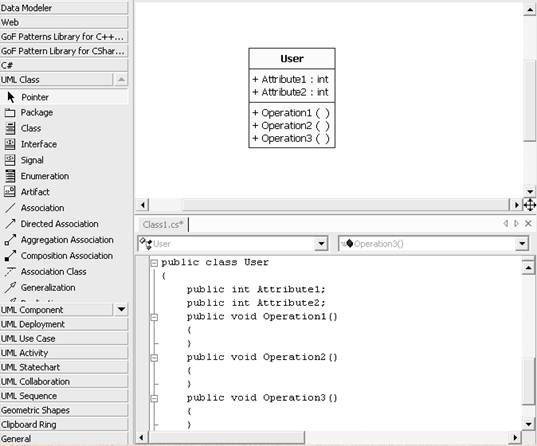 Data Modeler
Web
GoF Patterns Library for C++...
GoF Pattern Library for CShar...
C#
UML Class
Pointer
Package
Class
Interface
Signal
Enumeration
Artifact
Association
Directed Association
Aggregation Association
Composition Association
Association Class
Generalization
UML Component
UML Deployment
UML Use Case
UML Activity
UML Statechart
UML Collaboration
UML Sequence
Geometric Shapes
Clipboard Ring
General
User
+ Attribute1 : int
+ Attribute2 : int
+ Operation1 ( )
+ Operation2 ( )
+ Operation3 ( )
Class1.cs*
User
Operation3()
public class User
{
public int Attribute1;
public int Attribute2;
public void Operation1()
{
}
public void Operation2()
{
}
public void Operation3()
{
}